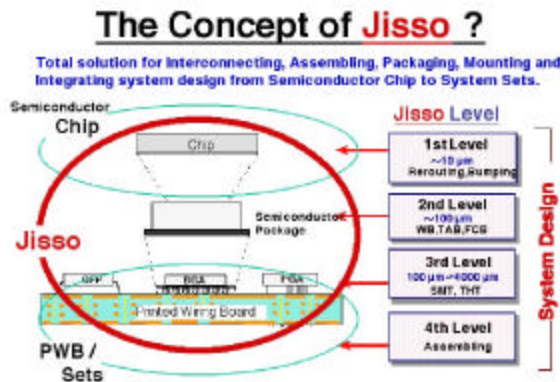 The Concept of Jisso ?
Total solution for Interconnecting, Assembling, Packaging, Mounting and
Integrating system design from Semiconductor Chip to System Sets.
Semiconductor
Chip
Jisso Level
Chip
1st Level
~10 µm
Rerouting,Bumping
2nd Level
~100 µm
WB,TAB,FCB
Semiconductor
Package
Jisso
3rd Level
100 µm~4000 µm
SMT, THT
QFP
BGA
PGA
Printed Wiring Board
4th Level
Assembling
PWB /
Sets
System Design